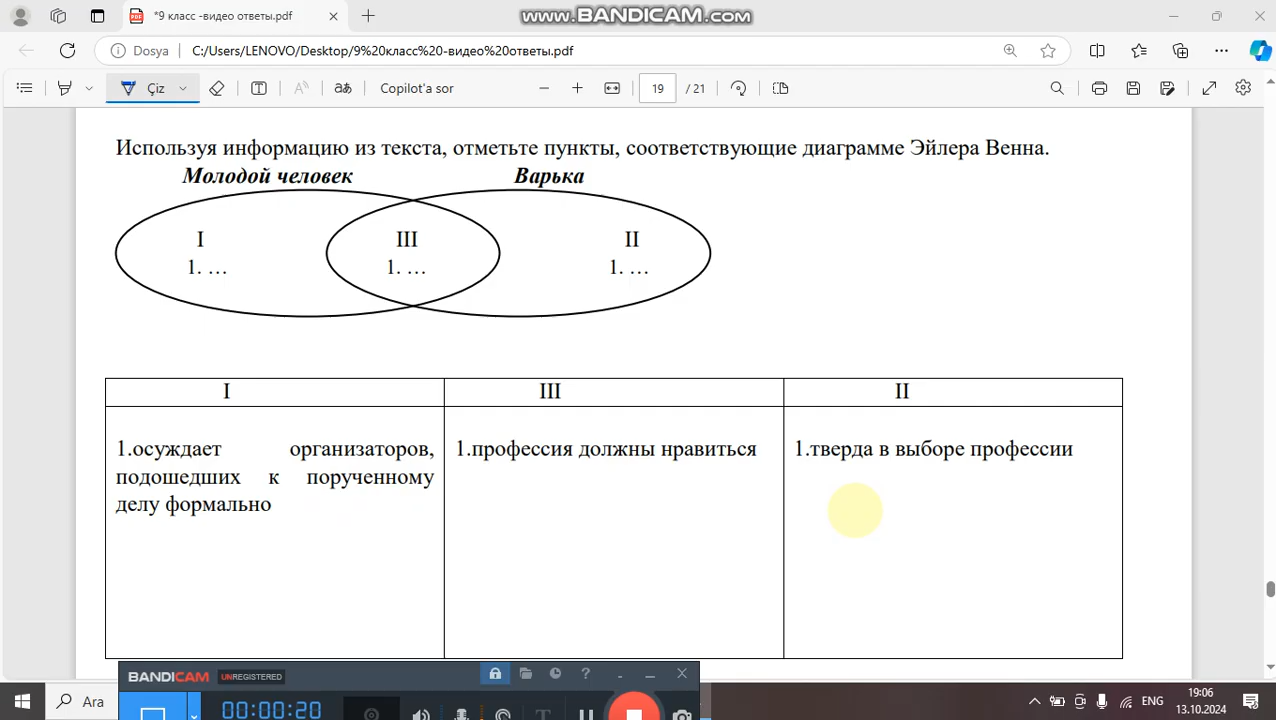 www.BANDICAM.com
*9 класс -видео ответы.pdf
Dosya
C:/Users/LENOVO/Desktop/9%20класс%20-видео%20ответы.pdf
Çiz
аあ
Copilot'a sor
19 / 21
Используя информацию из текста, отметьте пункты, соответствующие диаграмме Эйлера Венна.
Молодой человек Варька
I III II
1. … 1. … 1. …
I III II
1.осуждает организаторов,
подошедших к порученному
делу формально
1.профессия должны нравиться
1.тверда в выборе профессии
BANDICAM UNREGISTERED
00:00:20
Ara
ENG
19:06
13.10.2024